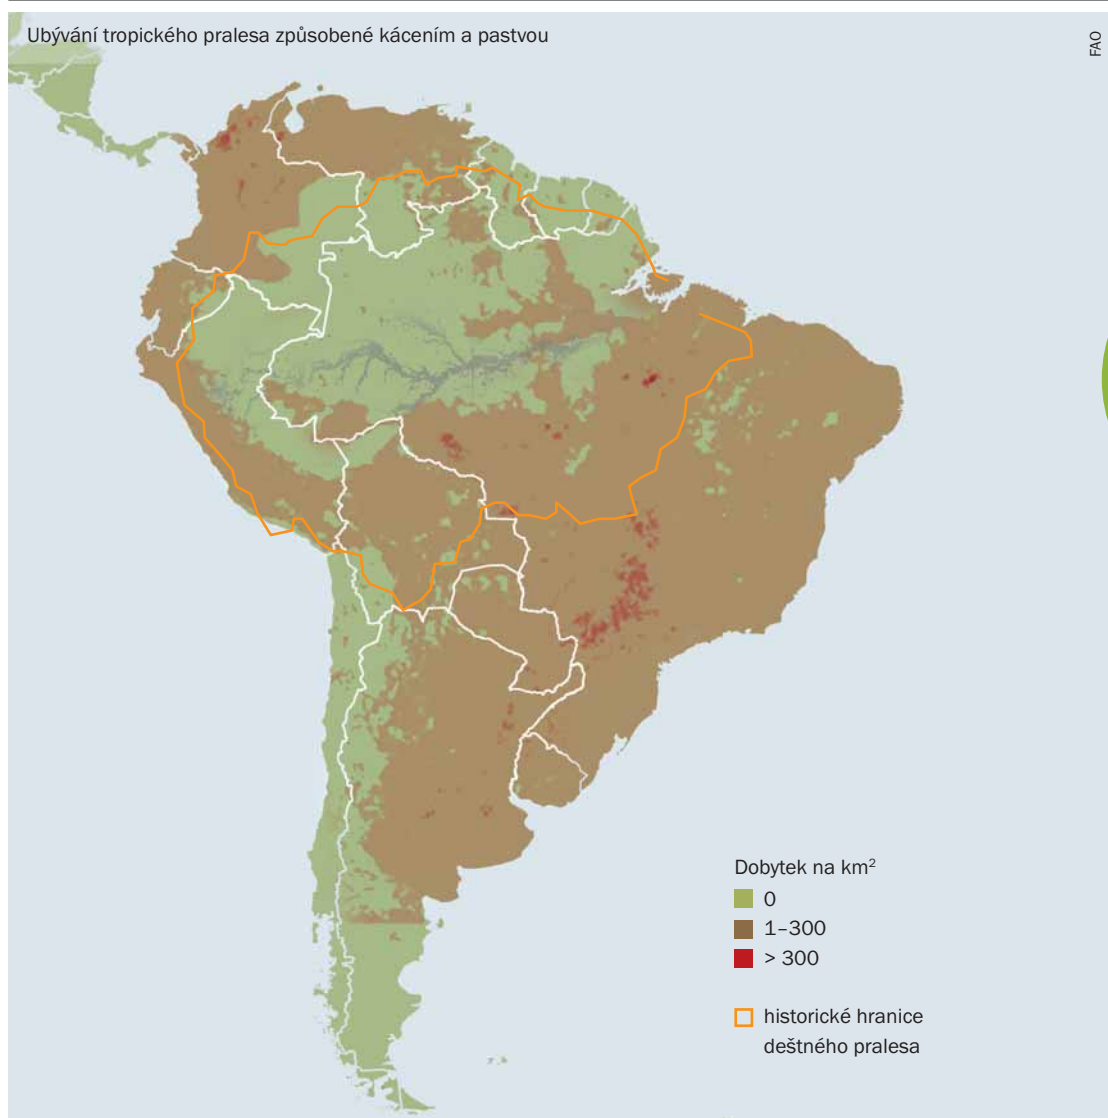 Ubývání tropického pralesa způsobené kácením a pastvou
FAO
Dobytek na km²
0
1–300
> 300
historické hranice
deštného pralesa